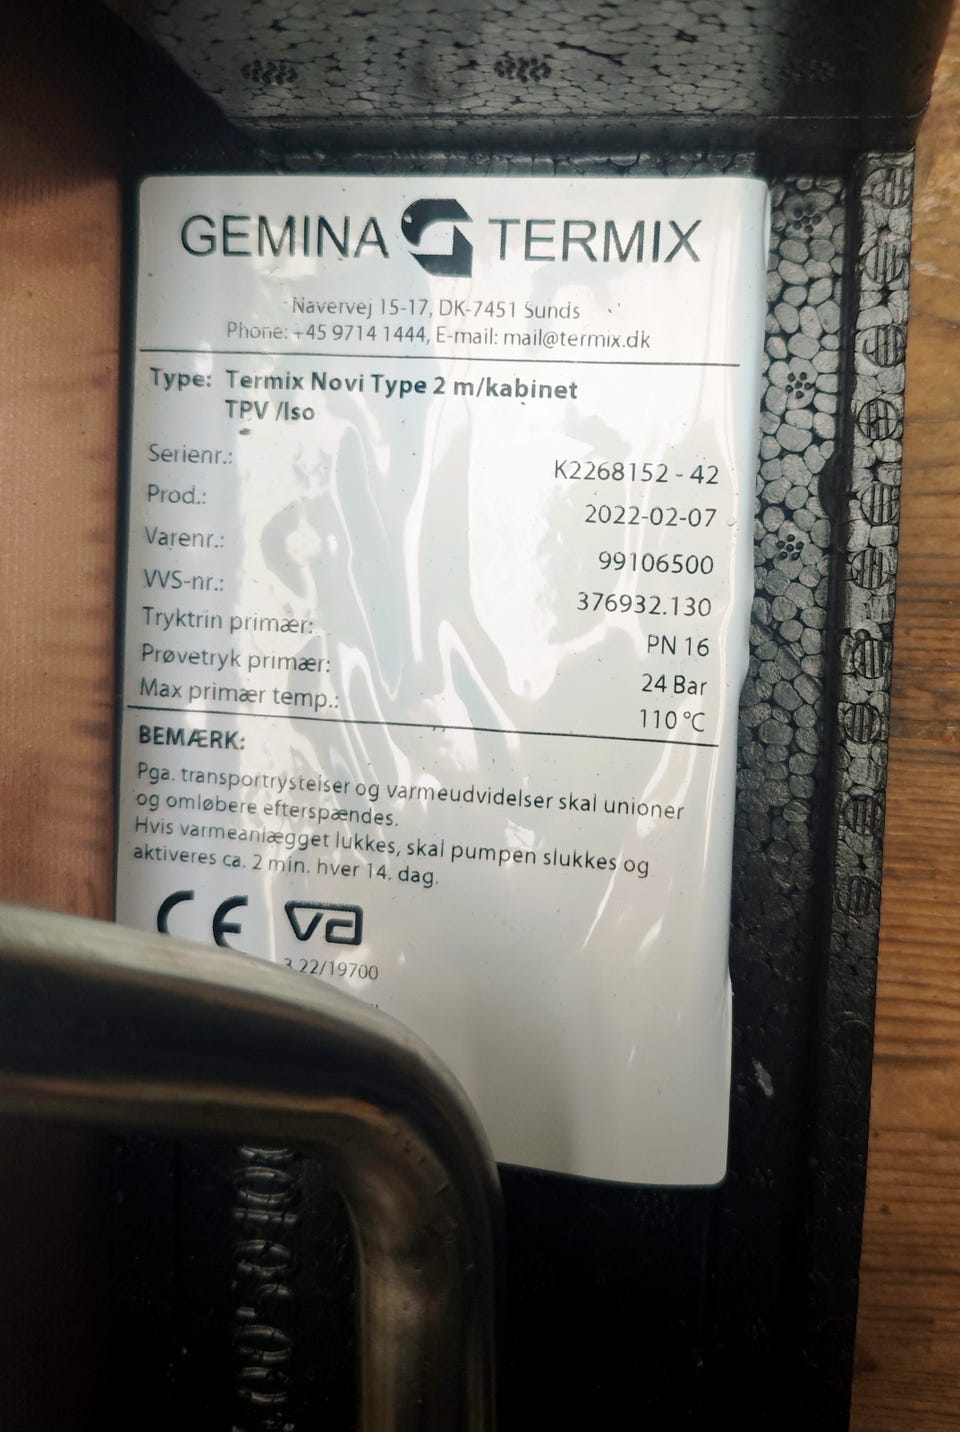 GEMINA TERMIX
Navervej 15-17, DK-7451 Sunds
Phone: +45 9714 1444, E-mail: mail@termix.dk
Type: Termix Novi Type 2 m/kabinet
TPV /Iso
Serienr.: K2268152 - 42
Prod.: 2022-02-07
Varenr.: 99106500
VVS-nr.: 376932.130
Tryktrin primær: PN 16
Prøvetryk primær: 24 Bar
Max primær temp.: 110 °C
BEMÆRK:
Pga. transportrystelser og varmeudvidelser skal unioner
og omløbere efterspændes.
Hvis varmeanlægget lukkes, skal pumpen slukkes og
aktiveres ca. 2 min. hver 14. dag.
CE va
3.22/19700